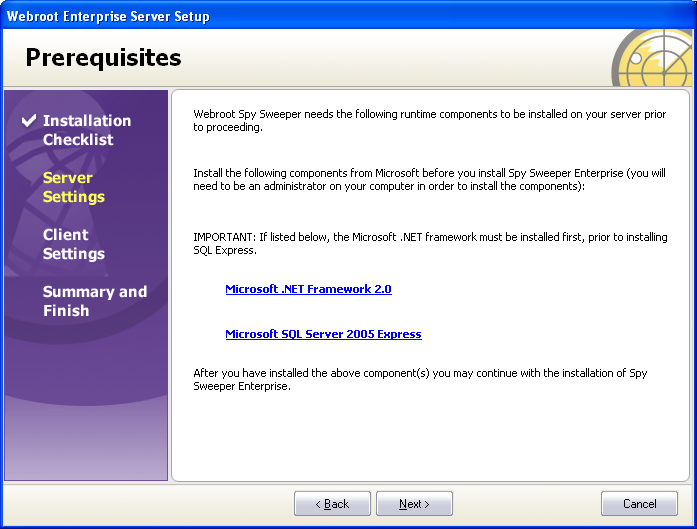 Webroot Enterprise Server Setup
Prerequisites
Installation
Checklist
Server
Settings
Client
Settings
Summary and
Finish
Webroot Spy Sweeper needs the following runtime components to be installed on your server prior
to proceeding.
Install the following components from Microsoft before you install Spy Sweeper Enterprise (you will
need to be an administrator on your computer in order to install the components):
IMPORTANT: If listed below, the Microsoft .NET framework must be installed first, prior to installing
SQL Express.
Microsoft .NET Framework 2.0
Microsoft SQL Server 2005 Express
After you have installed the above component(s) you may continue with the installation of Spy
Sweeper Enterprise.
< Back
Next >
Cancel